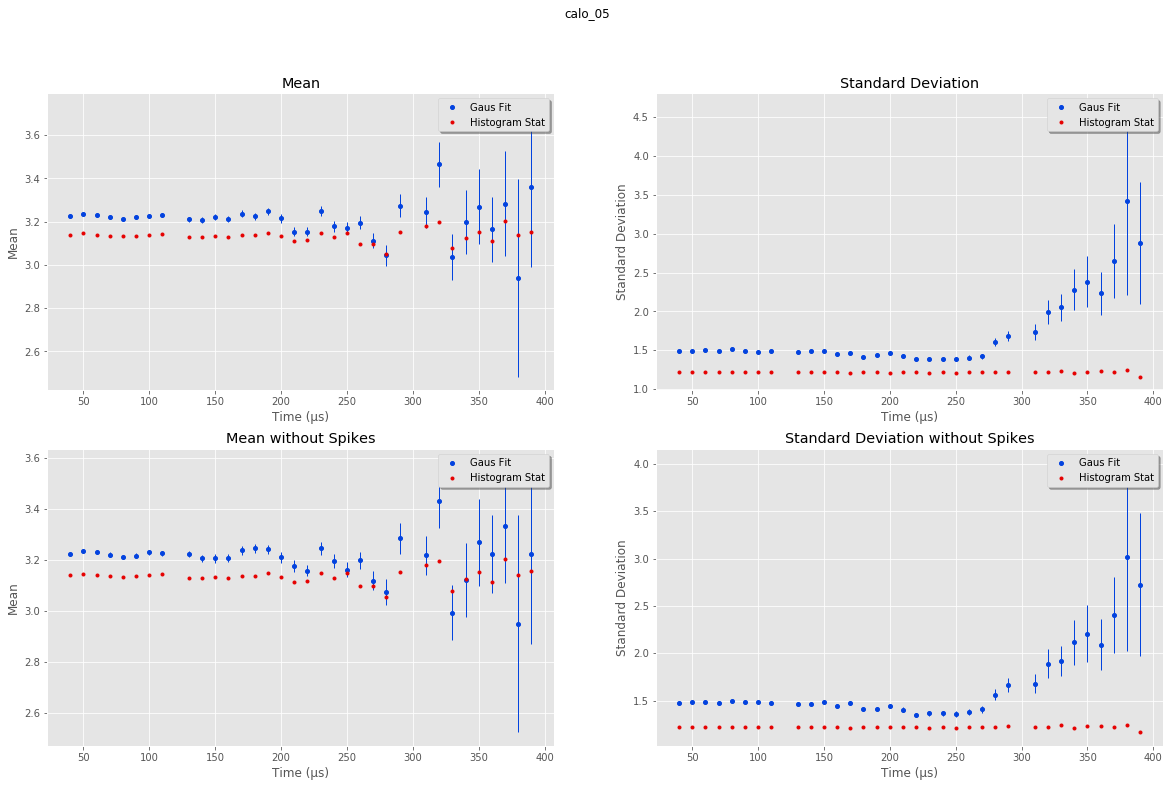 calo_05
Mean
Gaus Fit
Histogram Stat
Mean
3.6
3.4
3.2
3.0
2.8
2.6
50 100 150 200 250 300 350 400
Time (µs)
Standard Deviation
Gaus Fit
Histogram Stat
Standard Deviation
4.5
4.0
3.5
3.0
2.5
2.0
1.5
1.0
50 100 150 200 250 300 350 400
Time (µs)
Mean without Spikes
Gaus Fit
Histogram Stat
Mean
3.6
3.4
3.2
3.0
2.8
2.6
50 100 150 200 250 300 350 400
Time (µs)
Standard Deviation without Spikes
Gaus Fit
Histogram Stat
Standard Deviation
4.0
3.5
3.0
2.5
2.0
1.5
50 100 150 200 250 300 350 400
Time (µs)